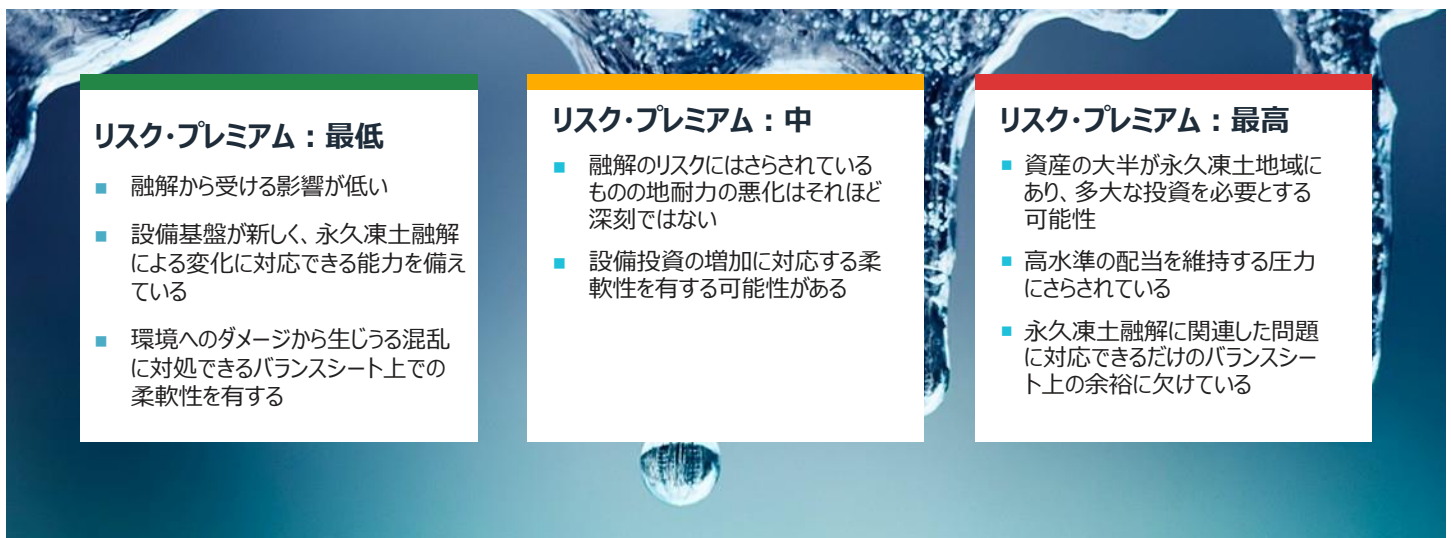 リスク・プレミアム：最低
■ 融解から受ける影響が低い
■ 設備基盤が新しく、永久凍土融解
による変化に対応できる能力を備え
ている
■ 環境へのダメージから生じうる混乱
に対処できるバランスシート上での
柔軟性を有する
リスク・プレミアム：中
■ 融解のリスクにはさらされている
ものの地耐力の悪化はそれほど
深刻ではない
■ 設備投資の増加に対応する柔
軟性を有する可能性がある
リスク・プレミアム：最高
■ 資産の大半が永久凍土地域に
あり、多大な投資を必要とする
可能性
■ 高水準の配当を維持する圧力
にさらされている
■ 永久凍土融解に関連した問題
に対応できるだけのバランスシー
ト上の余裕に欠けている